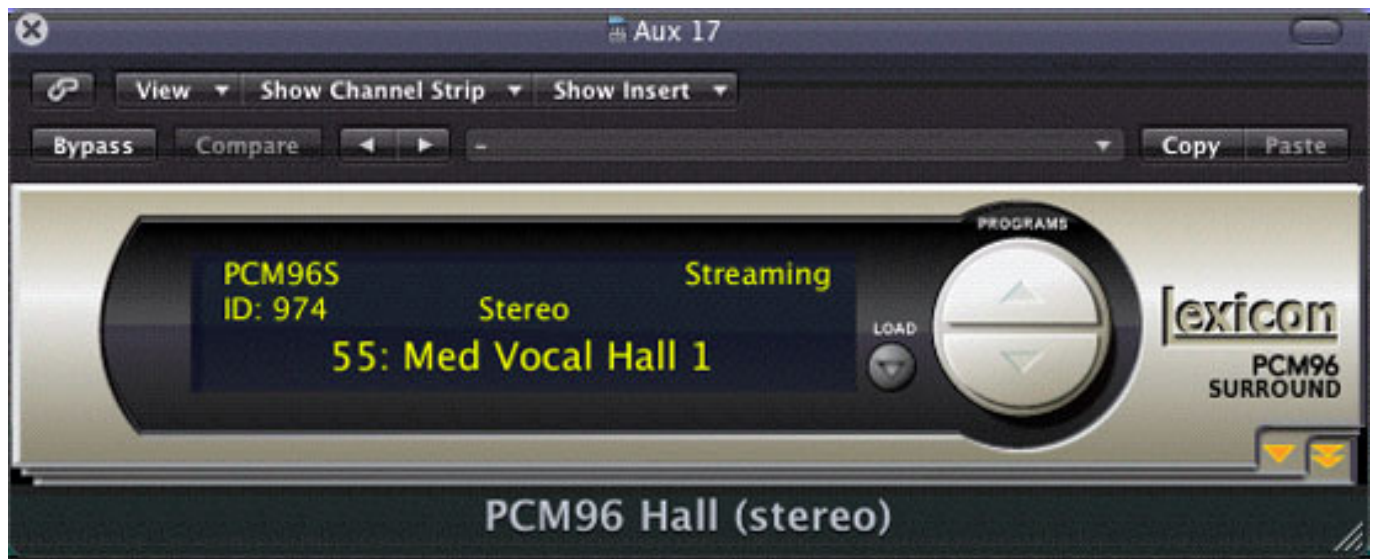 Aux 17
View Show Channel Strip Show Insert
Bypass Compare - Copy Paste
PROGRAMS
PCM96S Streaming
ID: 974 Stereo
LOAD
55: Med Vocal Hall 1
lexicon
PCM96
SURROUND
PCM96 Hall (stereo)